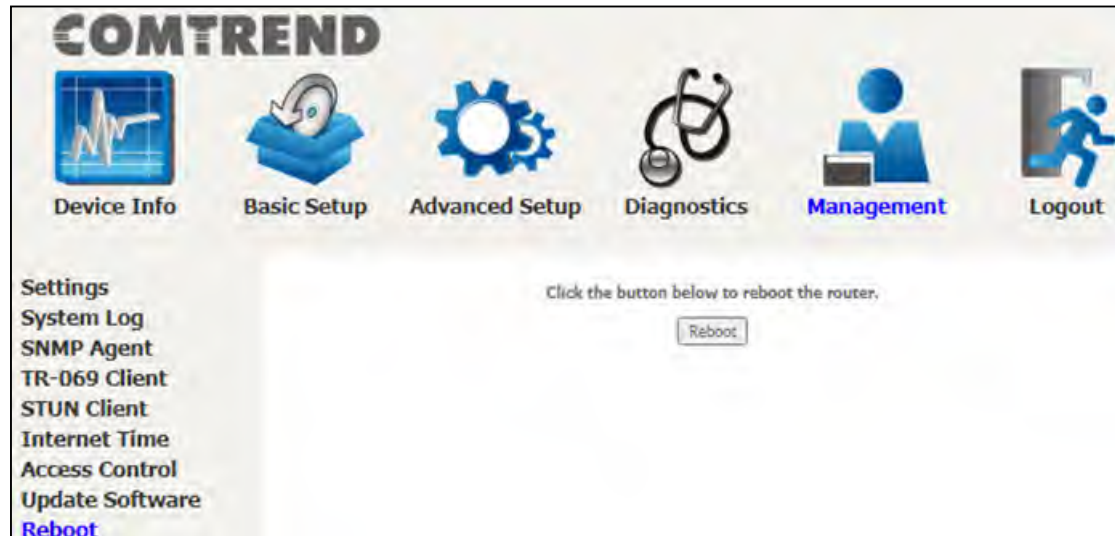 COMTREND
Device Info Basic Setup Advanced Setup Diagnostics Management Logout
Settings
System Log
SNMP Agent
TR-069 Client
STUN Client
Internet Time
Access Control
Update Software
Reboot
Click the button below to reboot the router.
Reboot